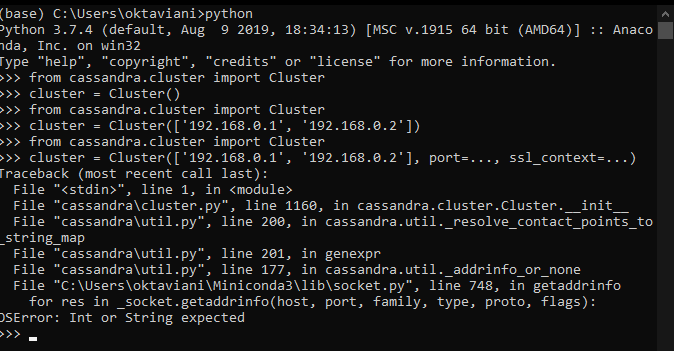 (base) C:\Users\oktaviani>python
Python 3.7.4 (default, Aug  9 2019, 18:34:13) [MSC v.1915 64 bit (AMD64)] :: Anaco
nda, Inc. on win32
Type "help", "copyright", "credits" or "license" for more information.
>>> from cassandra.cluster import Cluster
>>> cluster = Cluster()
>>> from cassandra.cluster import Cluster
>>> cluster = Cluster(['192.168.0.1', '192.168.0.2'])
>>> from cassandra.cluster import Cluster
>>> cluster = Cluster(['192.168.0.1', '192.168.0.2'], port=..., ssl_context=...)
Traceback (most recent call last):
  File "<stdin>", line 1, in <module>
  File "cassandra\cluster.py", line 1160, in cassandra.cluster.Cluster.__init__
  File "cassandra\util.py", line 200, in cassandra.util._resolve_contact_points_to
_string_map
  File "cassandra\util.py", line 201, in genexpr
  File "cassandra\util.py", line 177, in cassandra.util._addrinfo_or_none
  File "C:\Users\oktaviani\Miniconda3\lib\socket.py", line 748, in getaddrinfo
    for res in _socket.getaddrinfo(host, port, family, type, proto, flags):
OSError: Int or String expected
>>>